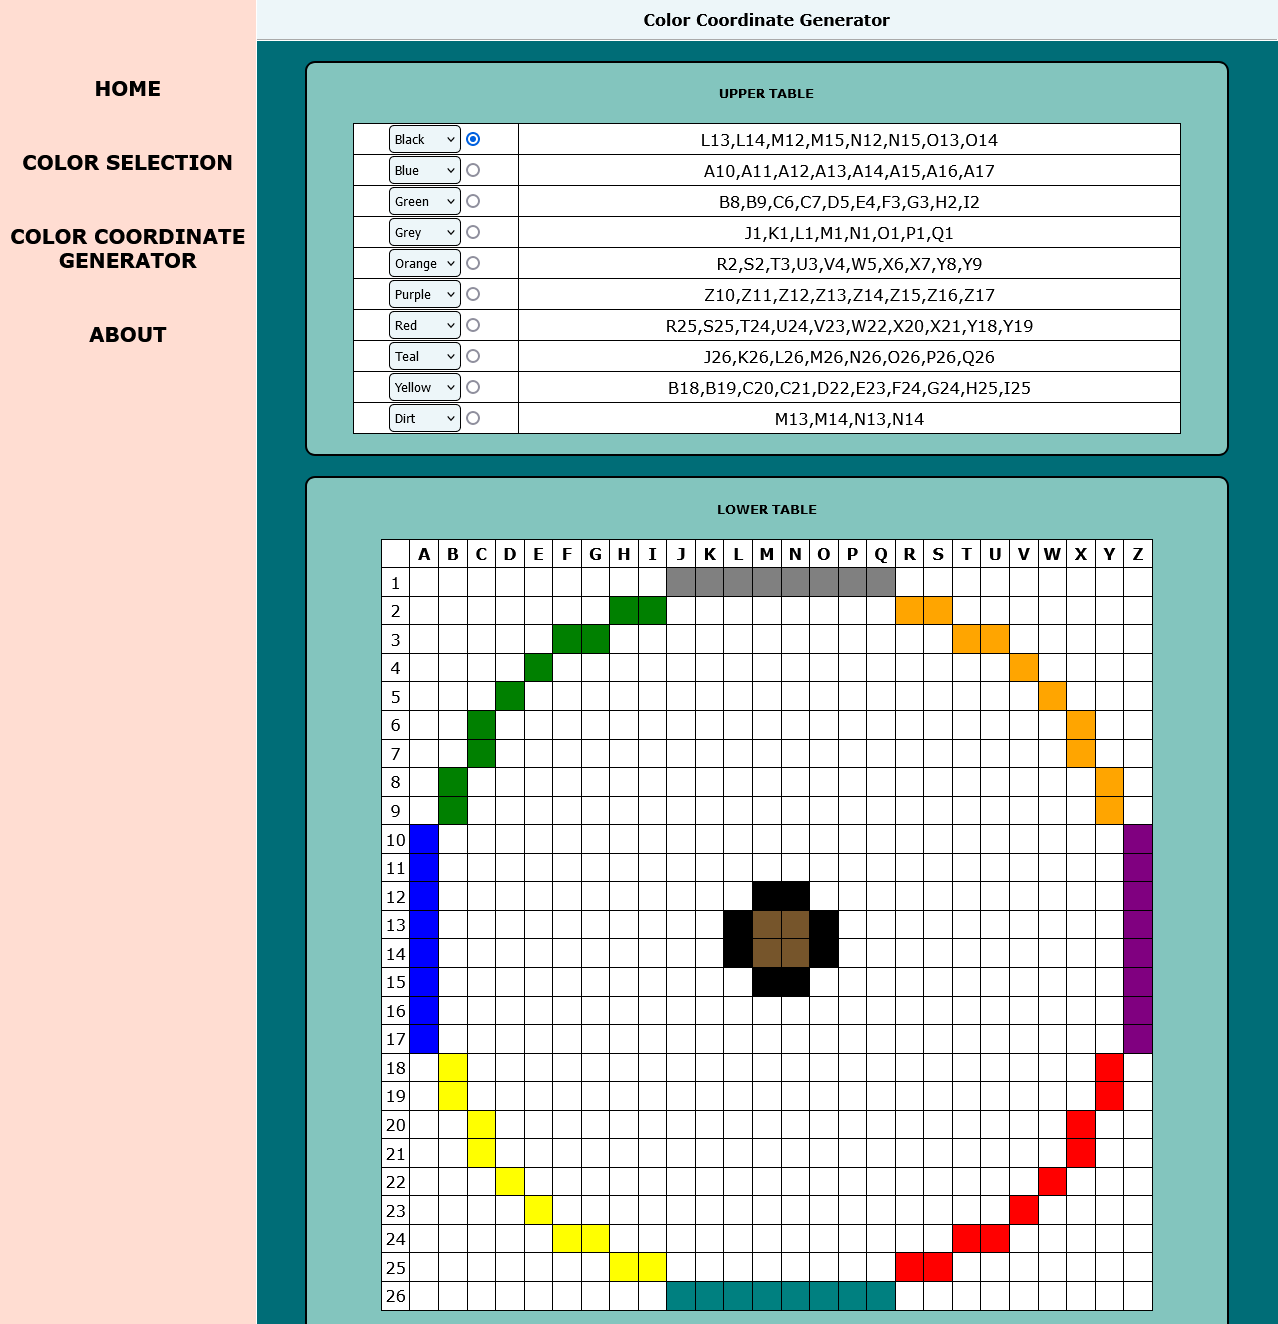 Color Coordinate Generator
HOME
COLOR SELECTION
COLOR COORDINATE
GENERATOR
ABOUT
UPPER TABLE
Black L13,L14,M12,M15,N12,N15,O13,O14
Blue A10,A11,A12,A13,A14,A15,A16,A17
Green B8,B9,C6,C7,D5,E4,F3,G3,H2,I2
Grey J1,K1,L1,M1,N1,O1,P1,Q1
Orange R2,S2,T3,U3,V4,W5,X6,X7,Y8,Y9
Purple Z10,Z11,Z12,Z13,Z14,Z15,Z16,Z17
Red R25,S25,T24,U24,V23,W22,X20,X21,Y18,Y19
Teal J26,K26,L26,M26,N26,O26,P26,Q26
Yellow B18,B19,C20,C21,D22,E23,F24,G24,H25,I25
Dirt M13,M14,N13,N14
LOWER TABLE
A B C D E F G H I J K L M N O P Q R S T U V W X Y Z
1
2
3
4
5
6
7
8
9
10
11
12
13
14
15
16
17
18
19
20
21
22
23
24
25
26